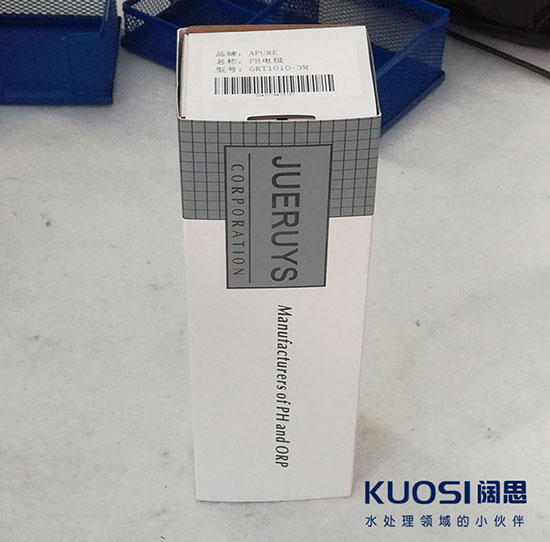 品牌: APURE
名称: PH电极
型号: GRT1010-3M
JUERUYS
CORPORATION
Manufacturers of PH and ORP
KUOSI阔思
水处理领域的小伙伴